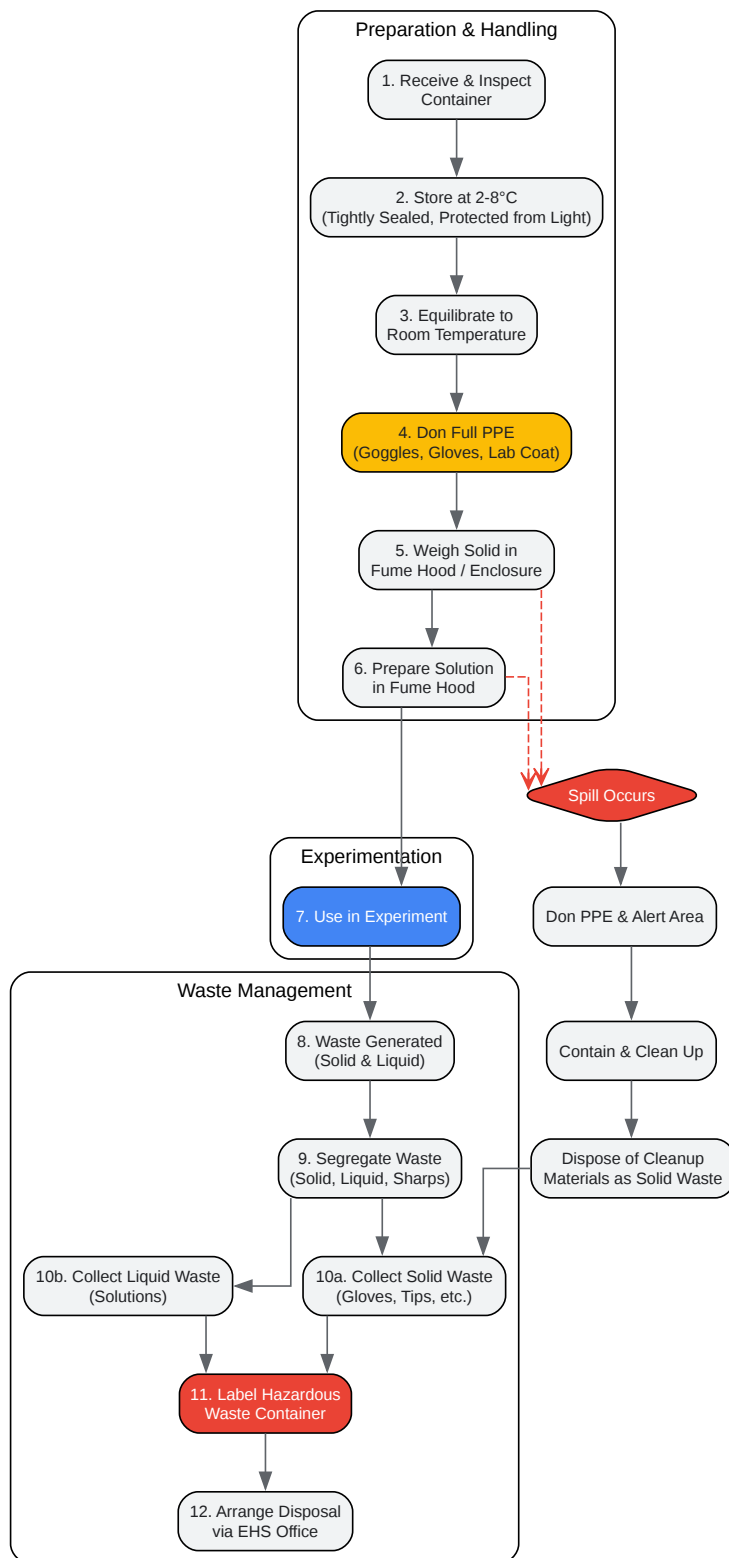 Preparation & Handling
1. Receive & Inspect
Container
2. Store at 2-8°C
(Tightly Sealed, Protected from Light)
3. Equilibrate to
Room Temperature
4. Don Full PPE
(Goggles, Gloves, Lab Coat)
5. Weigh Solid in
Fume Hood / Enclosure
6. Prepare Solution
in Fume Hood
Spill Occurs
Experimentation
7. Use in Experiment
Don PPE & Alert Area
Waste Management
8. Waste Generated
(Solid & Liquid)
Contain & Clean Up
9. Segregate Waste
(Solid, Liquid, Sharps)
Dispose of Cleanup
Materials as Solid Waste
10b. Collect Liquid Waste
(Solutions)
10a. Collect Solid Waste
(Gloves, Tips, etc.)
11. Label Hazardous
Waste Container
12. Arrange Disposal
via EHS Office